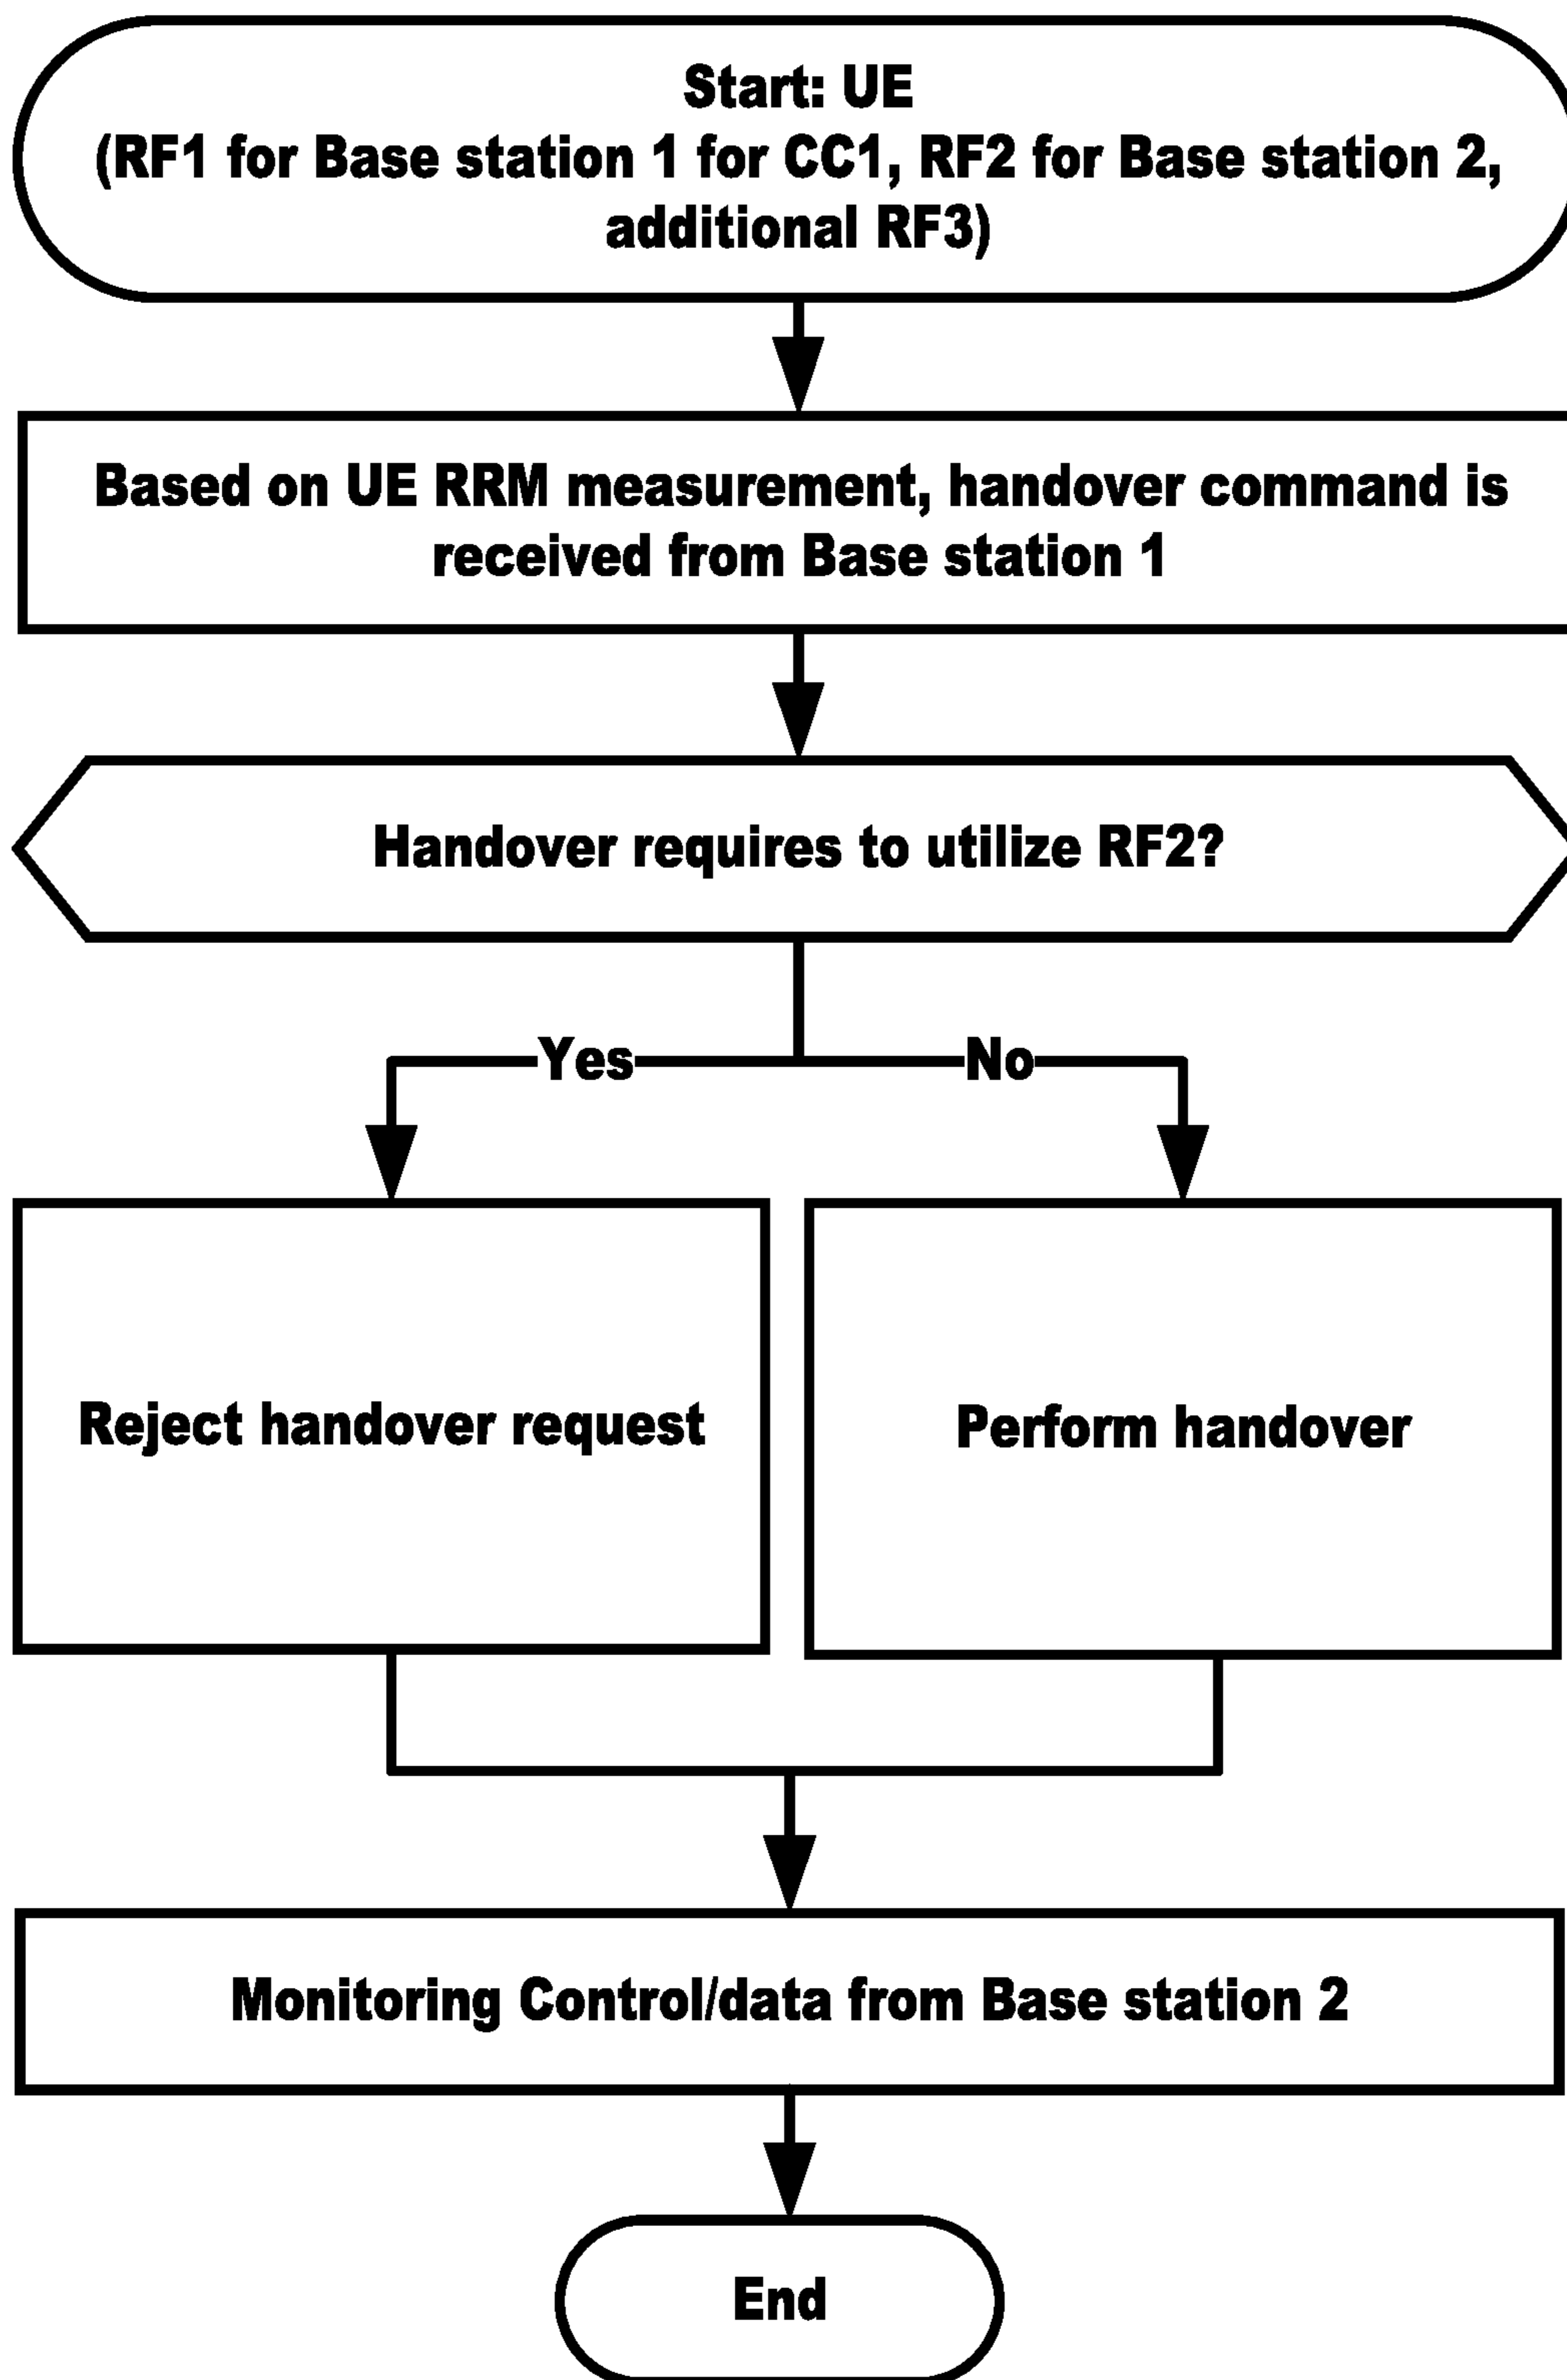 Start: UE
(RF1 for Base station 1 for CC1, RF2 for Base station 2,
additional RF3)
Based on UE RRM measurement, handover command is
received from Base station 1
Handover requires to utilize RF2?
Yes
No
Reject handover request
Perform handover
Monitoring Control/data from Base station 2
End